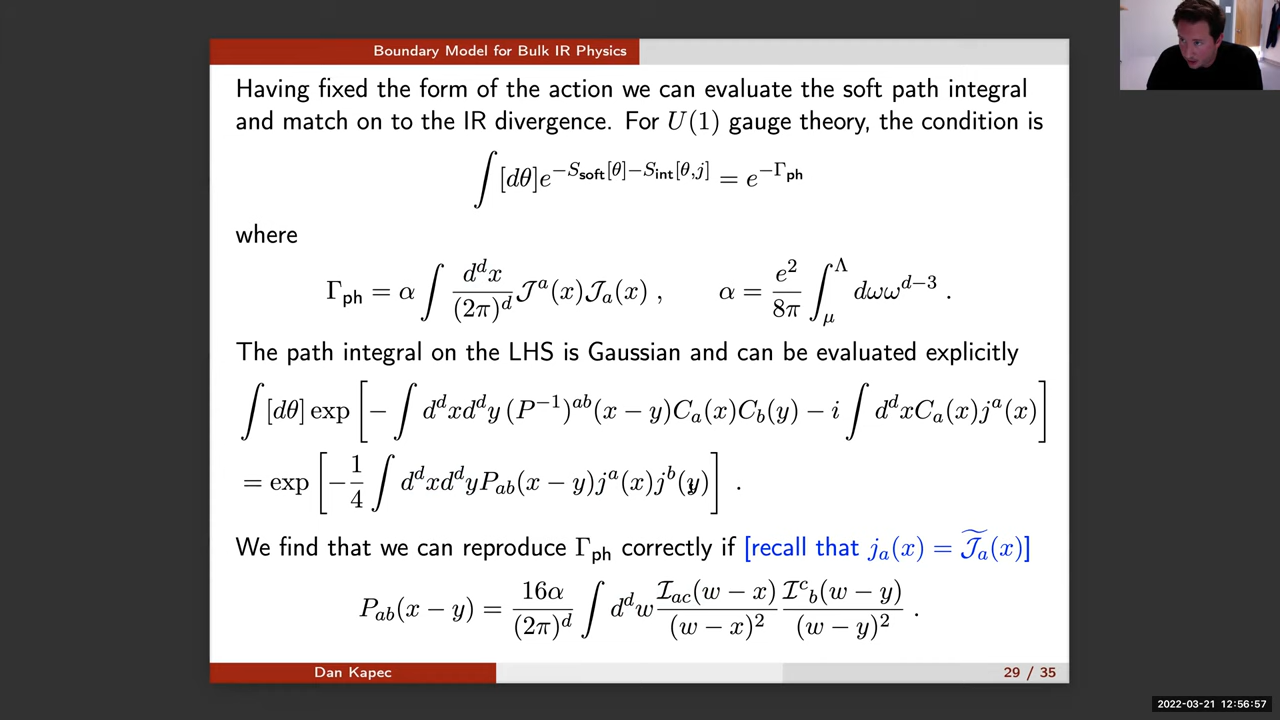 Boundary Model for Bulk IR Physics
Having fixed the form of the action we can evaluate the soft path integral
and match on to the IR divergence. For U(1) gauge theory, the condition is
∫[dθ]e^{−S_soft[θ]−S_int[θ,j]} = e^{−Γ_ph}
where
Γ_ph = α ∫ d^dx/(2π)^d 𝒥^a(x)𝒥_a(x) , α = e^2/8π ∫_μ^Λ dωω^{d−3} .
The path integral on the LHS is Gaussian and can be evaluated explicitly
∫[dθ] exp [− ∫ d^dxd^dy (P^{−1})^{ab}(x − y)C_a(x)C_b(y) − i ∫ d^dxC_a(x)j^a(x)]
= exp [−1/4 ∫ d^dxd^dyP_{ab}(x − y)j^a(x)j^b(y)] .
We find that we can reproduce Γ_ph correctly if [recall that j_a(x) = 𝒥̃_a(x)]
P_{ab}(x − y) = 16α/(2π)^d ∫ d^dw ℐ_{ac}(w − x)/(w − x)^2 ℐ^c_b(w − y)/(w − y)^2 .
Dan Kapec
29 / 35
2022-03-21 12:56:57